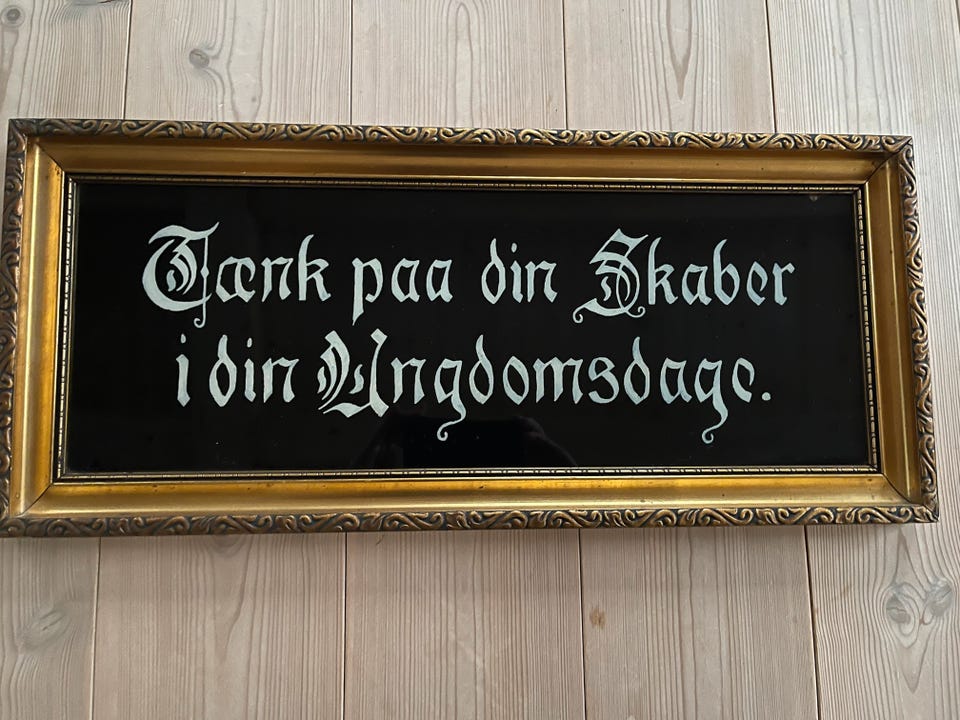 Tænk paa din Skaber
i din Ungdomsdage.